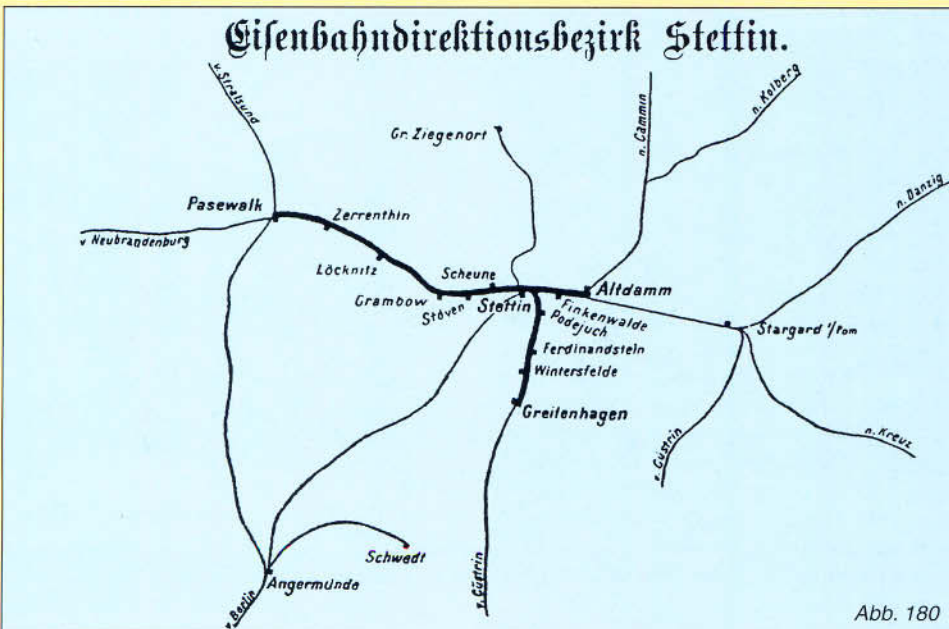 Eisenbahndirektionsbezirk Stettin.
v. Stralsund
Gr. Ziegenort
n. Cammin
n. Kolberg
n. Danzig
Pasewalk
Zerrenthin
v Neubrandenburg
Löcknitz
Scheune
Grambow
Stöven
Stettin
Altdamm
Finkenwalde
Podejuch
Stargard i/Pom
Ferdinandstein
Wintersfelde
Greifenhagen
v. Cüstrin
n. Kreuz
Schwedt
Angermünde
v. Berlin
v. Cüstrin
Abb. 180